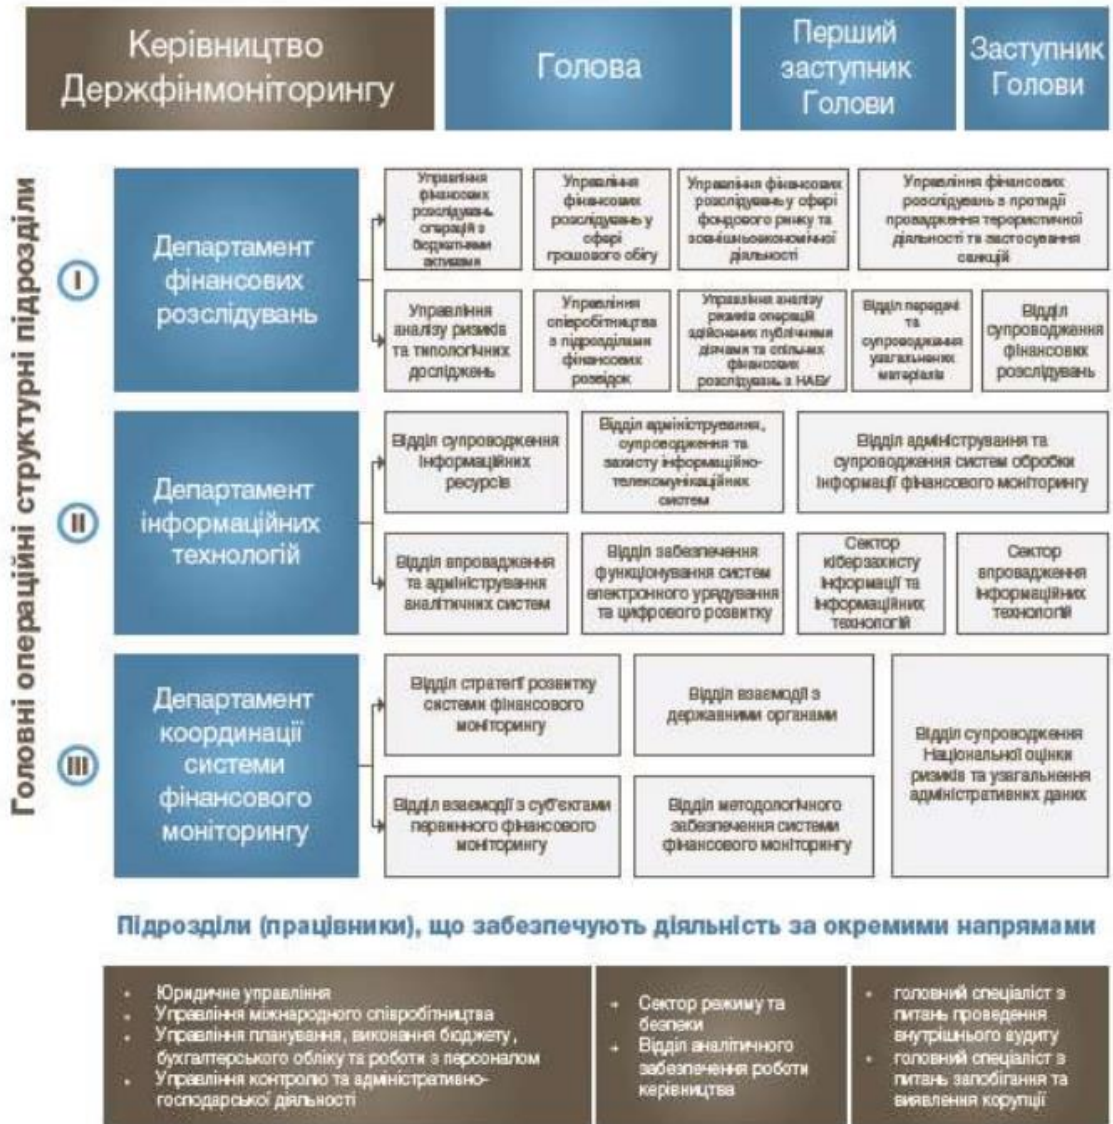 Керівництво
Держфінмоніторингу
Голова
Перший
заступник
Голови
Заступник
Голови
Головні операційні структурні підрозділи
I
Департамент
фінансових
розслідувань
Управління
фінансових
розслідувань
операцій з
бюджетними
активами
Управління
фінансових
розслідувань у
сфері
грошового обігу
Управління фінансових
розслідувань у сфері
фондового ринку та
зовнішньоекономічної
діяльності
Управління фінансових
розслідувань з протидії
провадження терористичної
діяльності та застосування
санкцій
Управління
аналізу ризиків
та типологічних
досліджень
Управління
співробітництва
з підрозділами
фінансових
розвідок
Управління аналізу
ризиків операцій
здійснених публічними
діячами та спільних
фінансових
розслідувань з НАБУ
Відділ передачі
та
супроводження
узагальнених
матеріалів
Відділ
супроводження
фінансових
розслідувань
II
Департамент
інформаційних
технологій
Відділ супроводження
інформаційних
ресурсів
Відділ адміністрування,
супроводження та
захисту інформаційно-
телекомунікаційних
систем
Відділ адміністрування та
супроводження систем обробки
інформації фінансового моніторингу
Відділ впровадження
та адміністрування
аналітичних систем
Відділ забезпечення
функціонування систем
електронного урядування
та цифрового розвитку
Сектор
кіберзахисту
інформації та
інформаційних
технологій
Сектор
впровадження
інформаційних
технологій
III
Департамент
координації
системи
фінансового
моніторингу
Відділ стратегії розвитку
системи фінансового
моніторингу
Відділ взаємодії з
державними органами
Відділ супроводження
Національної оцінки
ризиків та узагальнення
адміністративних даних
Відділ взаємодії з суб'єктами
первинного фінансового
моніторингу
Відділ методологічного
забезпечення системи
фінансового моніторингу
Підрозділи (працівники), що забезпечують діяльність за окремими напрямами
• Юридичне управління
• Управління міжнародного співробітництва
• Управління планування, виконання бюджету,
бухгалтерського обліку та роботи з персоналом
• Управління контролю та адміністративно-
господарської діяльності
→ Сектор режиму та
безпеки
→ Відділ аналітичного
забезпечення роботи
керівництва
• головний спеціаліст з
питань проведення
внутрішнього аудиту
• головний спеціаліст з
питань запобігання та
виявлення корупції